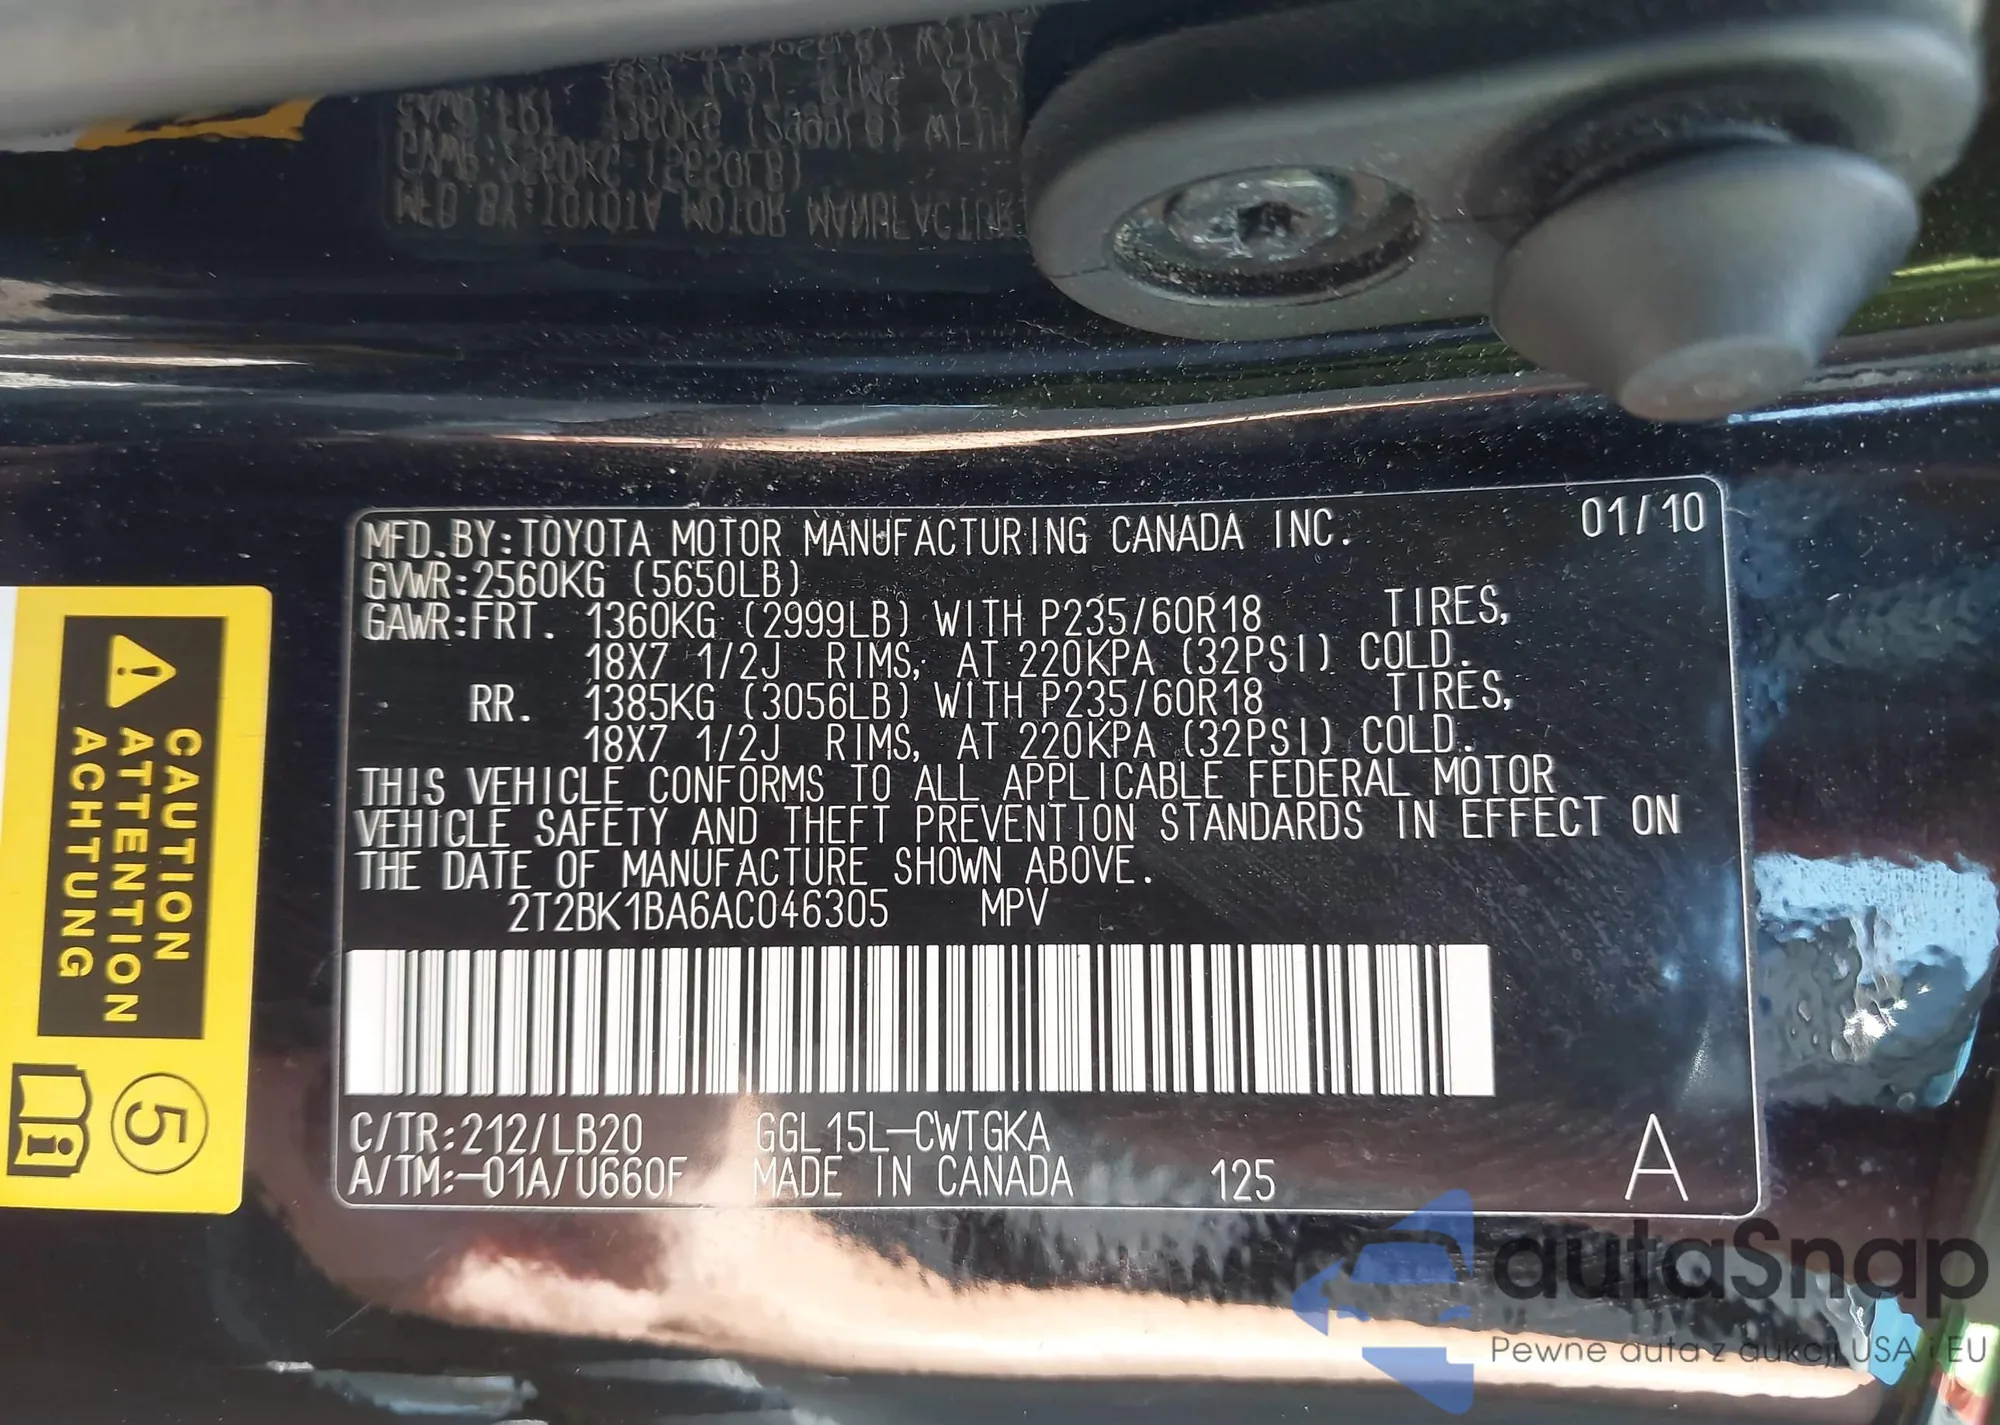 MFD.BY:TOYOTA MOTOR MANUFACTURING CANADA INC. 01/10
GVWR:2560KG (5650LB)
GAWR:FRT. 1360KG (2999LB) WITH P235/60R18 TIRES,
18X7 1/2J RIMS, AT 220KPA (32PSI) COLD.
RR. 1385KG (3056LB) WITH P235/60R18 TIRES,
18X7 1/2J RIMS, AT 220KPA (32PSI) COLD.
THIS VEHICLE CONFORMS TO ALL APPLICABLE FEDERAL MOTOR
VEHICLE SAFETY AND THEFT PREVENTION STANDARDS IN EFFECT ON
THE DATE OF MANUFACTURE SHOWN ABOVE.
2T2BK1BA6AC046305 MPV
C/TR:212/LB20 GGL15L-CWTGKA
A/TM:-01A/U660F MADE IN CANADA 125 A
CAUTION
ATTENTION
ACHTUNG
5
i
autaSnap
Pewne auta z aukcji USA i EU